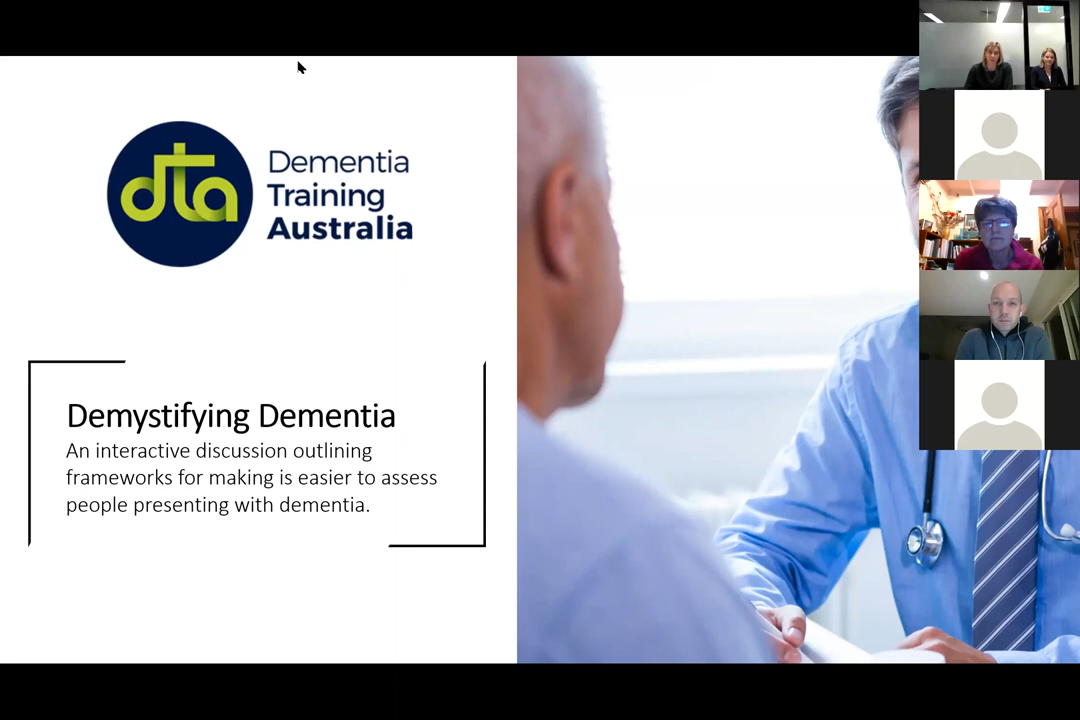 dta
Dementia
Training
Australia
Demystifying Dementia
An interactive discussion outlining
frameworks for making is easier to assess
people presenting with dementia.